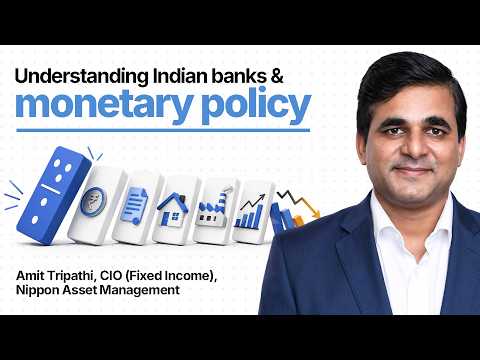 Understanding Indian banks &
monetary policy
Amit Tripathi, CIO (Fixed Income),
Nippon Asset Management